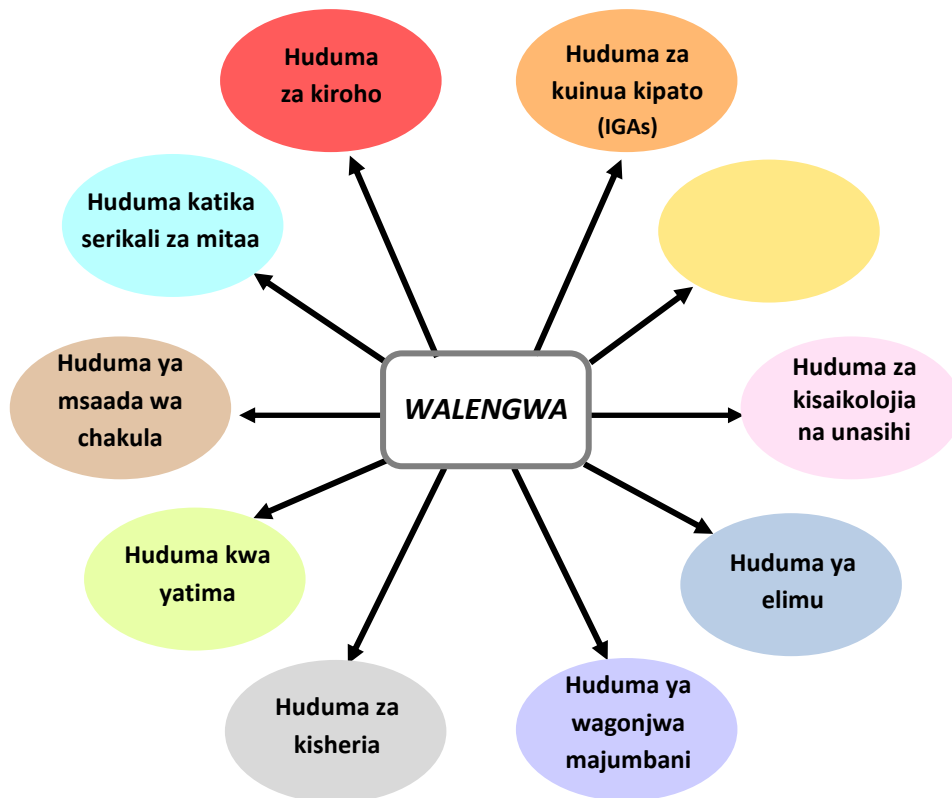 Huduma
za kiroho
Huduma za
kuinua kipato
(IGAs)
Huduma katika
serikali za mitaa
Huduma ya
msaada wa
chakula
WALENGWA
Huduma za
kisaikolojia
na unasihi
Huduma kwa
yatima
Huduma ya
elimu
Huduma za
kisheria
Huduma ya
wagonjwa
majumbani